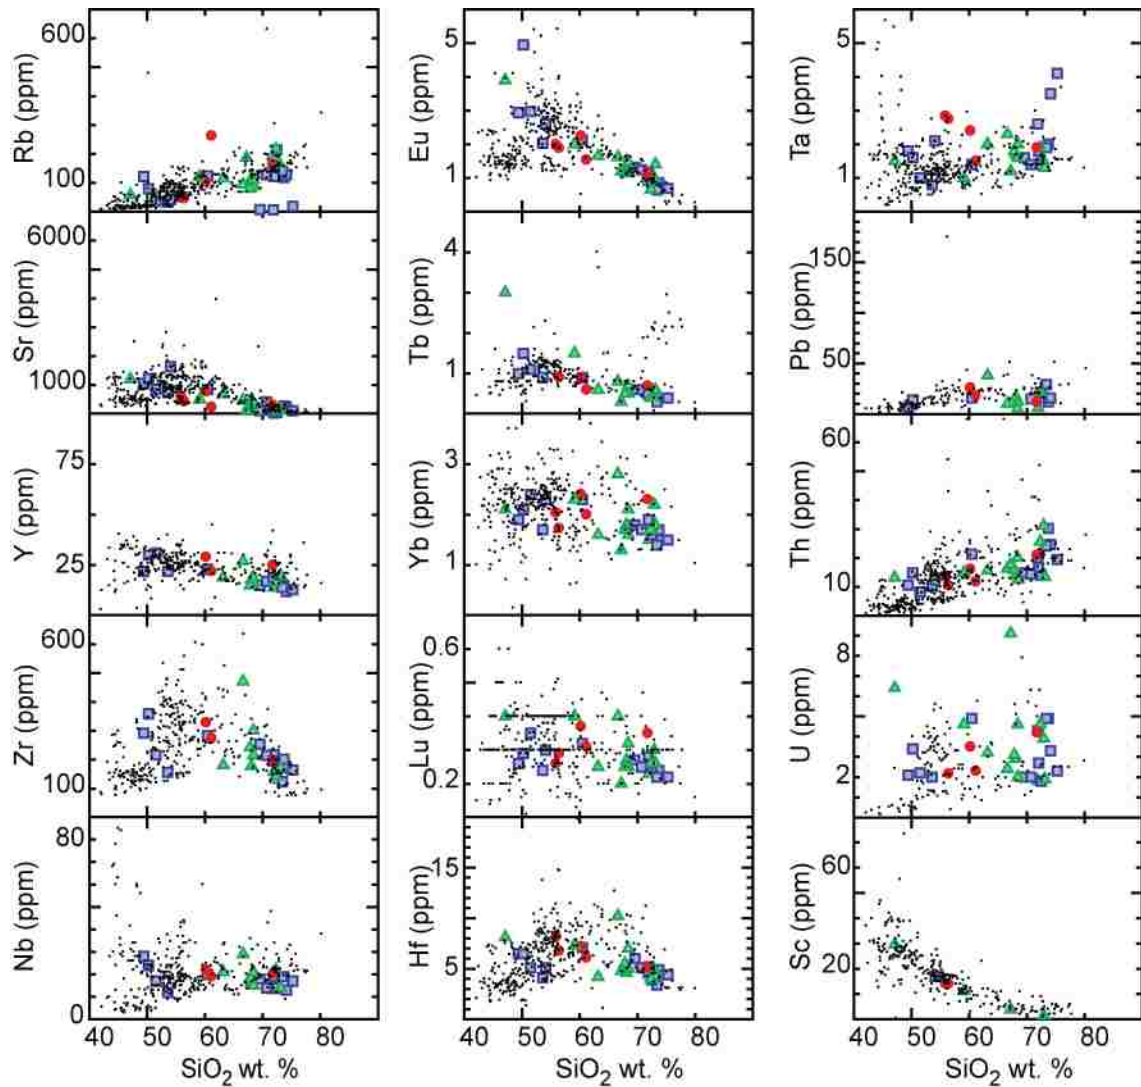 600
Rb (ppm)
100
5
Eu (ppm)
1
5
Ta (ppm)
1
6000
Sr (ppm)
1000
4
Tb (ppm)
1
150
Pb (ppm)
50
75
Y (ppm)
25
3
Yb (ppm)
1
60
Th (ppm)
10
600
Zr (ppm)
100
0.6
Lu (ppm)
0.2
8
U (ppm)
2
80
Nb (ppm)
0
15
Hf (ppm)
5
60
Sc (ppm)
20
40 50 60 70 80
40 50 60 70 80
40 50 60 70 80
SiO2 wt. %
SiO2 wt. %
SiO2 wt. %